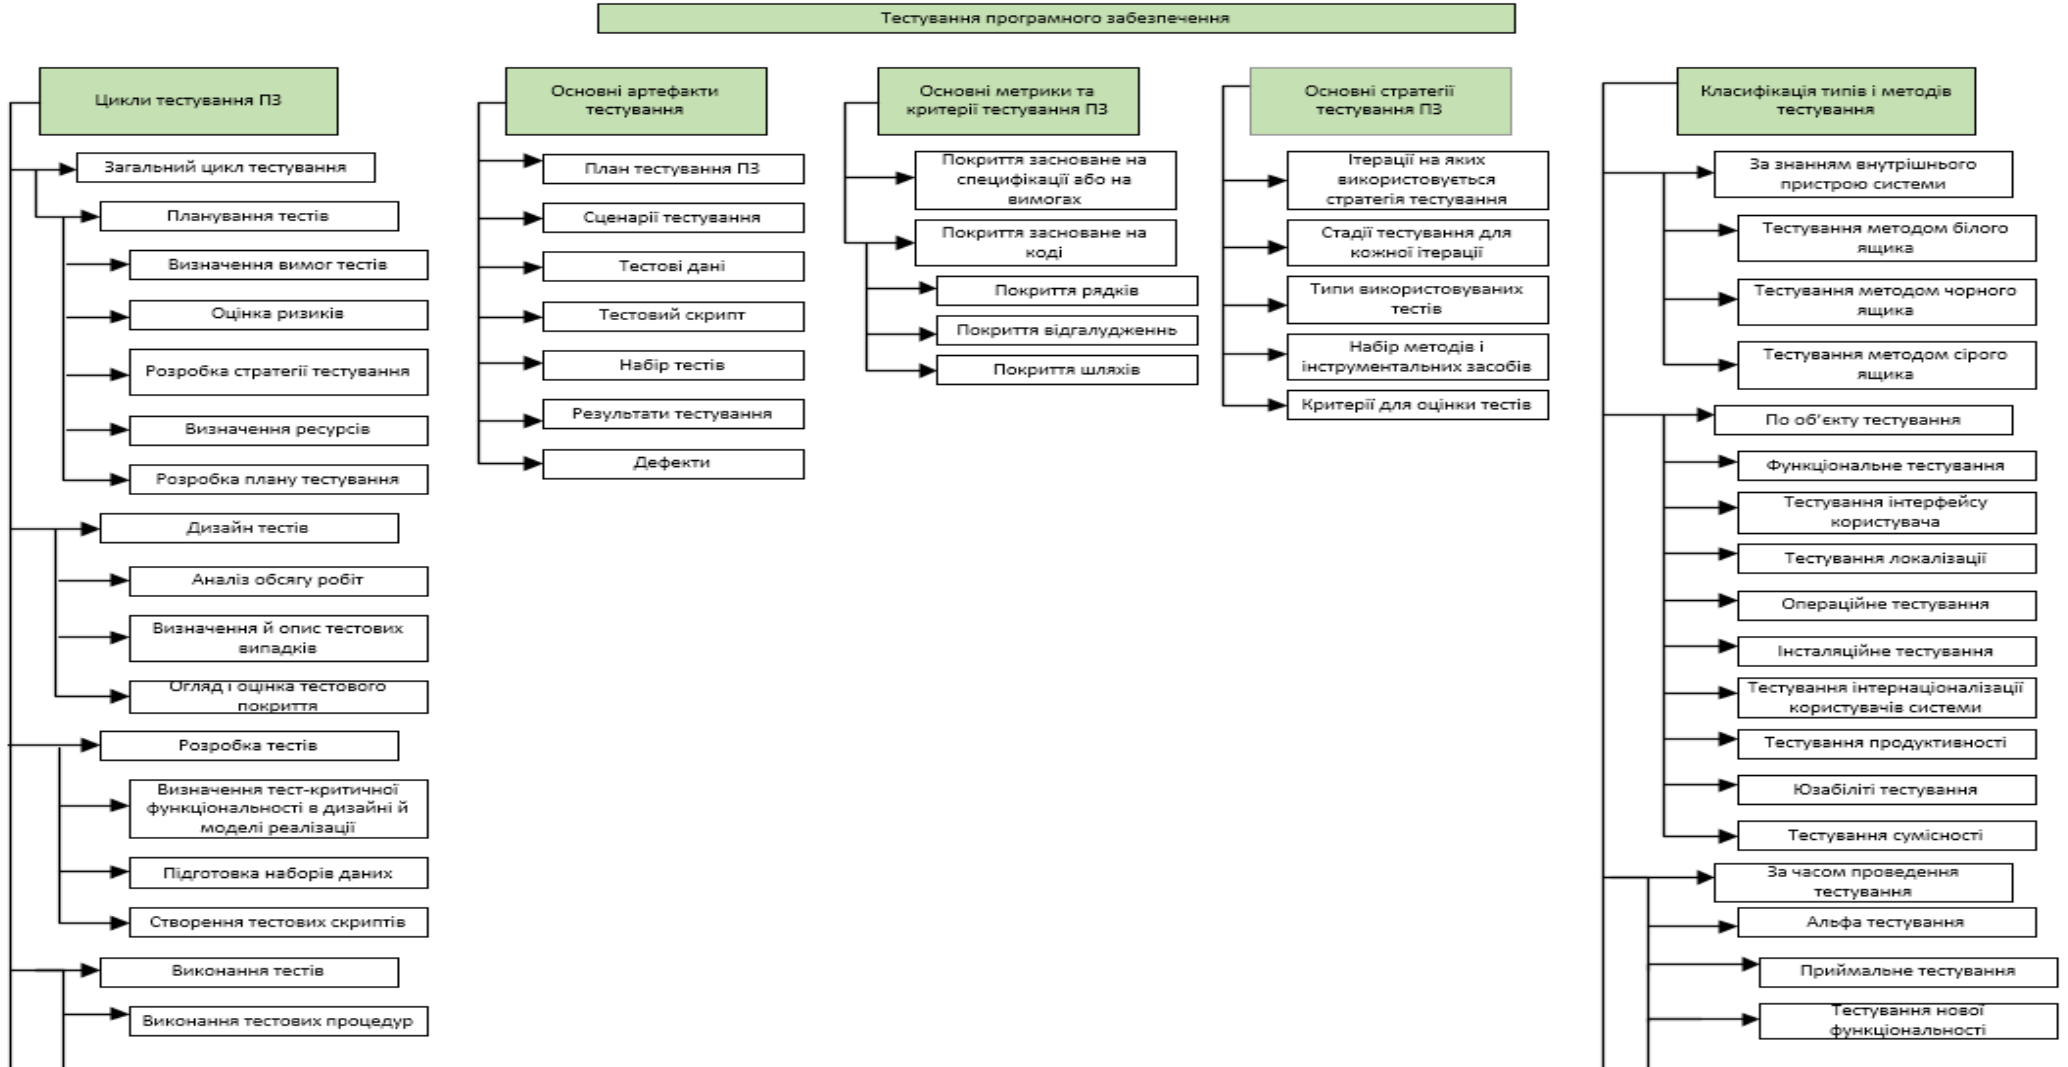 Тестування програмного забезпечення
Цикли тестування ПЗ
Загальний цикл тестування
Планування тестів
Визначення вимог тестів
Оцінка ризиків
Розробка стратегії тестування
Визначення ресурсів
Розробка плану тестування
Дизайн тестів
Аналіз обсягу робіт
Визначення й опис тестових
випадків
Огляд і оцінка тестового
покриття
Розробка тестів
Визначення тест-критичної
функціональності в дизайні й
моделі реалізації
Підготовка наборів даних
Створення тестових скриптів
Виконання тестів
Виконання тестових процедур
Основні артефакти
тестування
План тестування ПЗ
Сценарії тестування
Тестові дані
Тестовий скрипт
Набір тестів
Результати тестування
Дефекти
Основні метрики та
критерії тестування ПЗ
Покриття засноване на
специфікації або на
вимогах
Покриття засноване на
коді
Покриття рядків
Покриття відгалудженнь
Покриття шляхів
Основні стратегії
тестування ПЗ
Ітерації на яких
використовується
стратегія тестування
Стадії тестування для
кожної ітерації
Типи використовуваних
тестів
Набір методів і
інструментальних засобів
Критерії для оцінки тестів
Класифікація типів і методів
тестування
За знанням внутрішнього
пристрою системи
Тестування методом білого
ящика
Тестування методом чорного
ящика
Тестування методом сірого
ящика
По об’єкту тестування
Функціональне тестування
Тестування інтерфейсу
користувача
Тестування локалізації
Операційне тестування
Інсталяційне тестування
Тестування інтернаціоналізації
користувачів системи
Тестування продуктивності
Юзабіліті тестування
Тестування сумісності
За часом проведення
тестування
Альфа тестування
Приймальне тестування
Тестування нової
функціональності